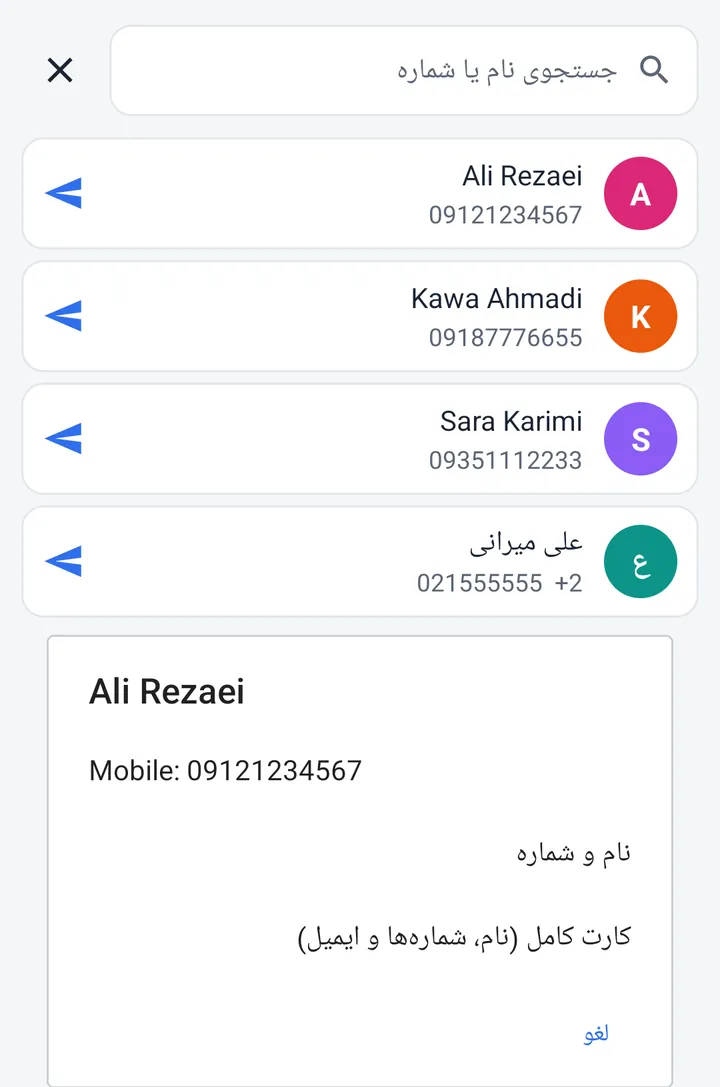 جستجوی نام یا شماره
Ali Rezaei
A
09121234567
Kawa Ahmadi
K
09187776655
Sara Karimi
S
09351112233
علی میرانی
ع
021555555 +2
Ali Rezaei
Mobile: 09121234567
نام و شماره
کارت کامل (نام، شماره‌ها و ایمیل)
لغو